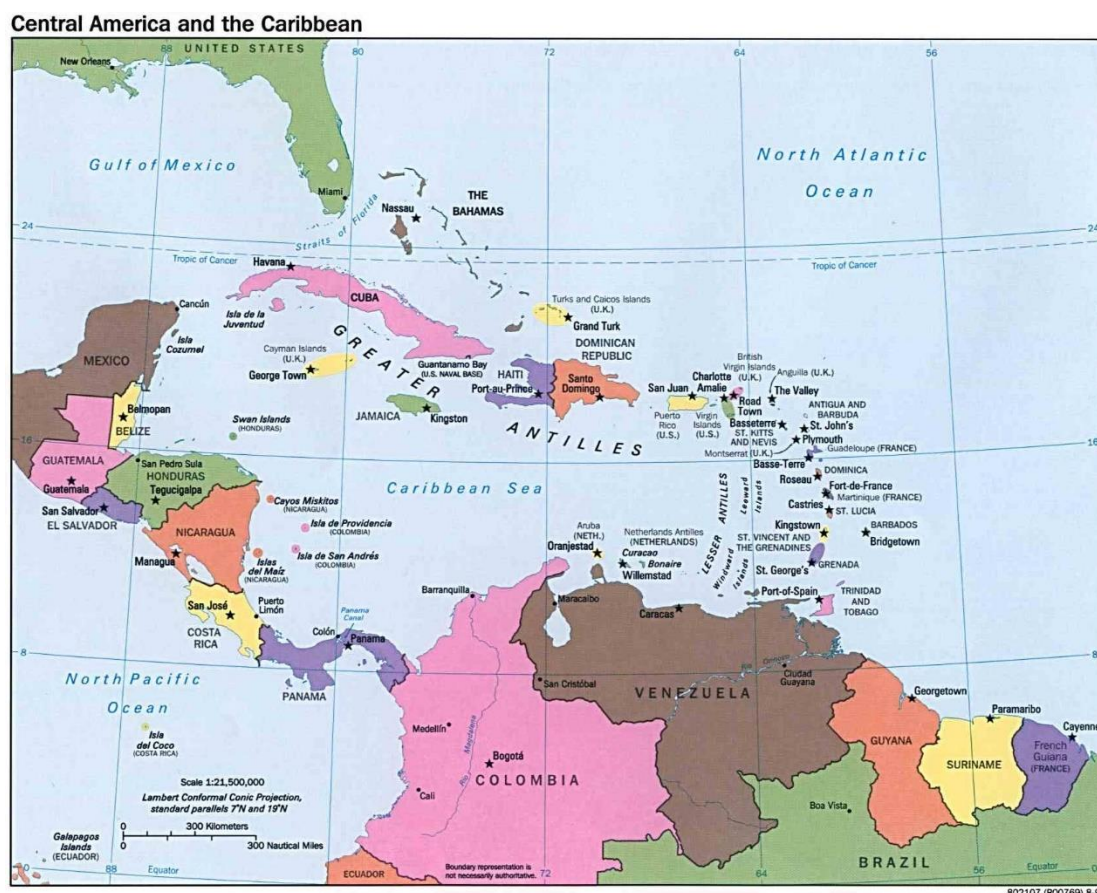 Central America and the Caribbean
88
80
72
64
56
UNITED STATES
New Orleans
Gulf of Mexico
North Atlantic
Ocean
Miami
Straits of Florida
Nassau
THE
BAHAMAS
24
24
Tropic of Cancer
Tropic of Cancer
Havana
CUBA
Cancún
Isla de la
Juventud
Isla
Cozumel
MEXICO
Turks and Caicos Islands
(U.K.)
Grand Turk
Cayman Islands
(U.K.)
George Town
GREATER ANTILLES
Guantanamo Bay
(U.S. NAVAL BASE)
HAITI
Port-au-Prince
DOMINICAN
REPUBLIC
Santo
Domingo
JAMAICA
Kingston
San Juan
Puerto
Rico
(U.S.)
Charlotte
Amalie
Virgin
Islands
(U.S.)
British
Virgin Islands
(U.K.)
Road
Town
Anguilla (U.K.)
The Valley
Basseterre
ST. KITTS
AND NEVIS
ANTIGUA AND
BARBUDA
St. John's
Plymouth
Montserrat (U.K.)
Guadeloupe (FRANCE)
Basse-Terre
DOMINICA
Roseau
Fort-de-France
Martinique (FRANCE)
Castries
ST. LUCIA
Kingstown
ST. VINCENT AND
THE GRENADINES
BARBADOS
Bridgetown
St. George's
GRENADA
Port-of-Spain
TRINIDAD
AND
TOBAGO
LESSER ANTILLES
Leeward
Islands
Windward
Islands
Belmopan
BELIZE
Swan Islands
(HONDURAS)
16
16
GUATEMALA
Guatemala
San Pedro Sula
HONDURAS
Tegucigalpa
San Salvador
EL SALVADOR
NICARAGUA
Managua
Cayos Miskitos
(NICARAGUA)
Isla de Providencia
(COLOMBIA)
Isla de San Andrés
(COLOMBIA)
Islas
del Maíz
(NICARAGUA)
Caribbean Sea
Aruba
(NETH.)
Oranjestad
Netherlands Antilles
(NETHERLANDS)
Curacao
Bonaire
Willemstad
San José
COSTA
RICA
Puerto
Limón
Colón
Panama
Canal
Panama
PANAMA
Barranquilla
Maracaibo
Caracas
8
8
North Pacific
Ocean
Isla
del Coco
(COSTA RICA)
San Cristóbal
VENEZUELA
Rio Orinoco
Ciudad
Guayana
Medellín
Rio Magdalena
Bogotá
COLOMBIA
Cali
Georgetown
GUYANA
Paramaribo
SURINAME
Cayenne
French
Guiana
(FRANCE)
Boa Vista
BRAZIL
Scale 1:21,500,000
Lambert Conformal Conic Projection,
standard parallels 7°N and 19°N
0 300 Kilometers
0 300 Nautical Miles
Galapagos
Islands
(ECUADOR)
0
0
88
Equator
ECUADOR
Boundary representation is
not necessarily authoritative.
72
64
56
Equator